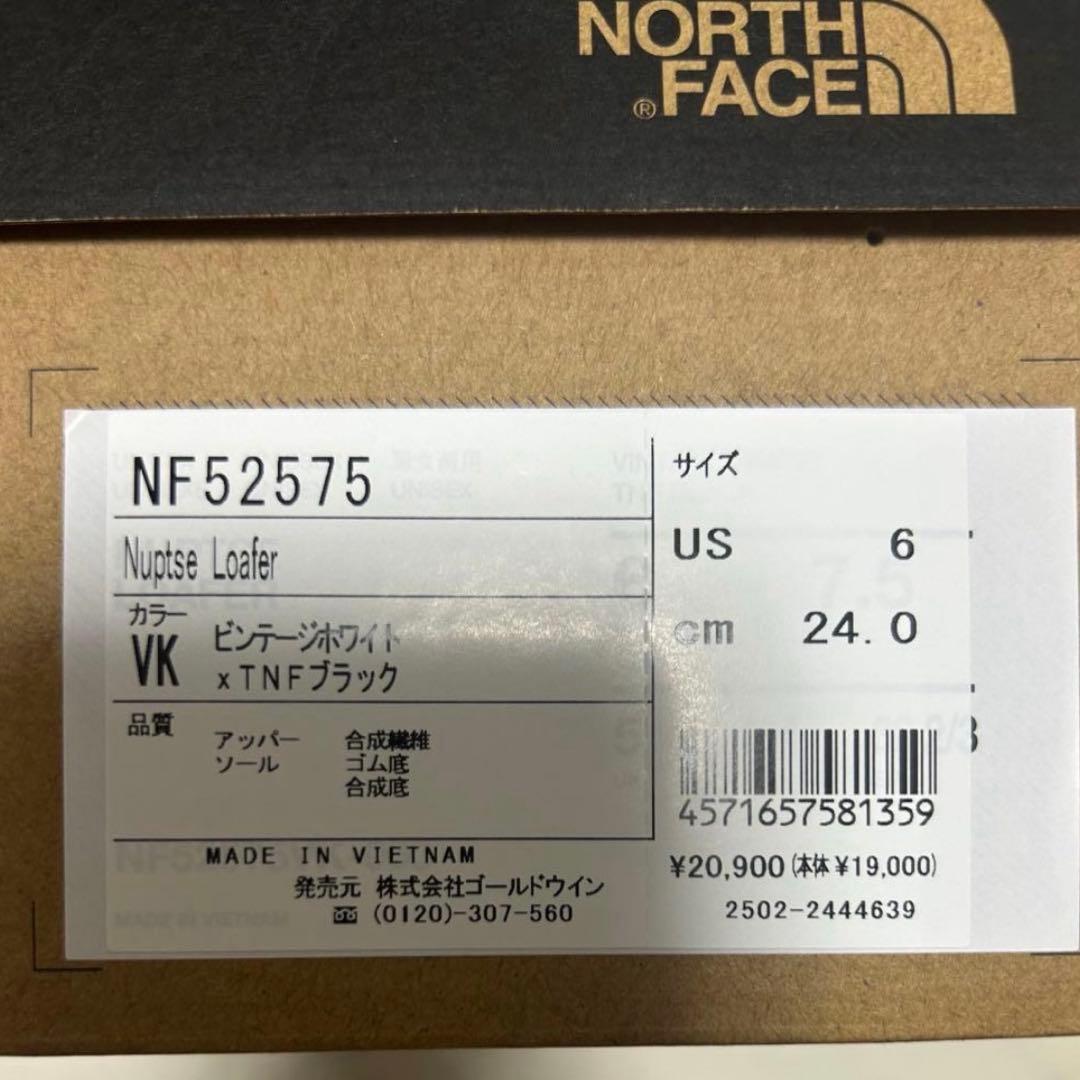 NORTH
FACE
®
NF52575
Nuptse Loafer
カラー
VK ビンテージホワイト
xTNFブラック
品質
アッパー 合成繊維
ソール ゴム底
合成底
MADE IN VIETNAM
発売元 株式会社ゴールドウイン
(0120)-307-560
サイズ
US 6
cm 24.0
4571657581359
¥20,900(本体¥19,000)
2502-2444639